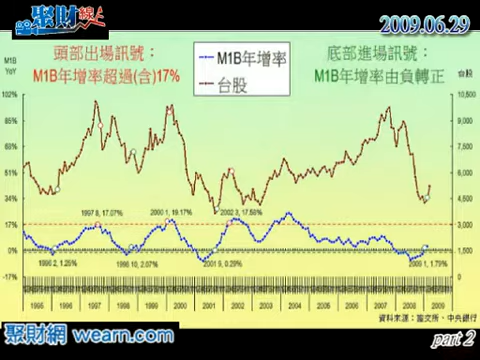 聚財線上
2009.06.29
頭部出場訊號：
M1B年增率超過(含)17%
M1B年增率
台股
底部進場訊號：
M1B年增率由負轉正
M1B
YoY
台股
102%
85%
68%
51%
34%
17%
0%
-17%
10,500
9,000
7,500
6,000
4,500
3,000
1,500
0
1997 8, 17.07%
2000 1, 19.17%
2002 3, 17.56%
1996 2, 1.25%
1998 10, 2.07%
2001 9, 0.29%
2009 1, 1.79%
1995 1996 1997 1998 1999 2000 2001 2002 2003 2004 2005 2006 2007 2008 2009
資料來源：證交所、中央銀行
聚財網 wearn.com
part 2